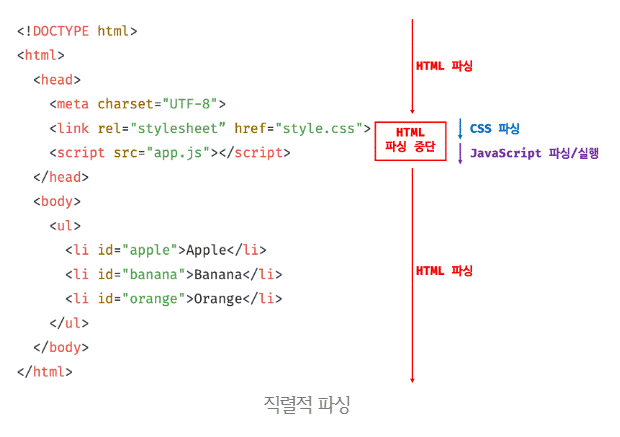 <!DOCTYPE html>
<html>
HTML 파싱
<head>
<meta charset="UTF-8">
<link rel="stylesheet” href="style.css">
HTML
파싱 중단
CSS 파싱
<script src="app.js"></script>
JavaScript 파싱/실행
</head>
<body>
<ul>
<li id="apple">Apple</li>
<li id="banana">Banana</li>
HTML 파싱
<li id="orange">Orange</li>
</ul>
</body>
</html>
직렬적 파싱